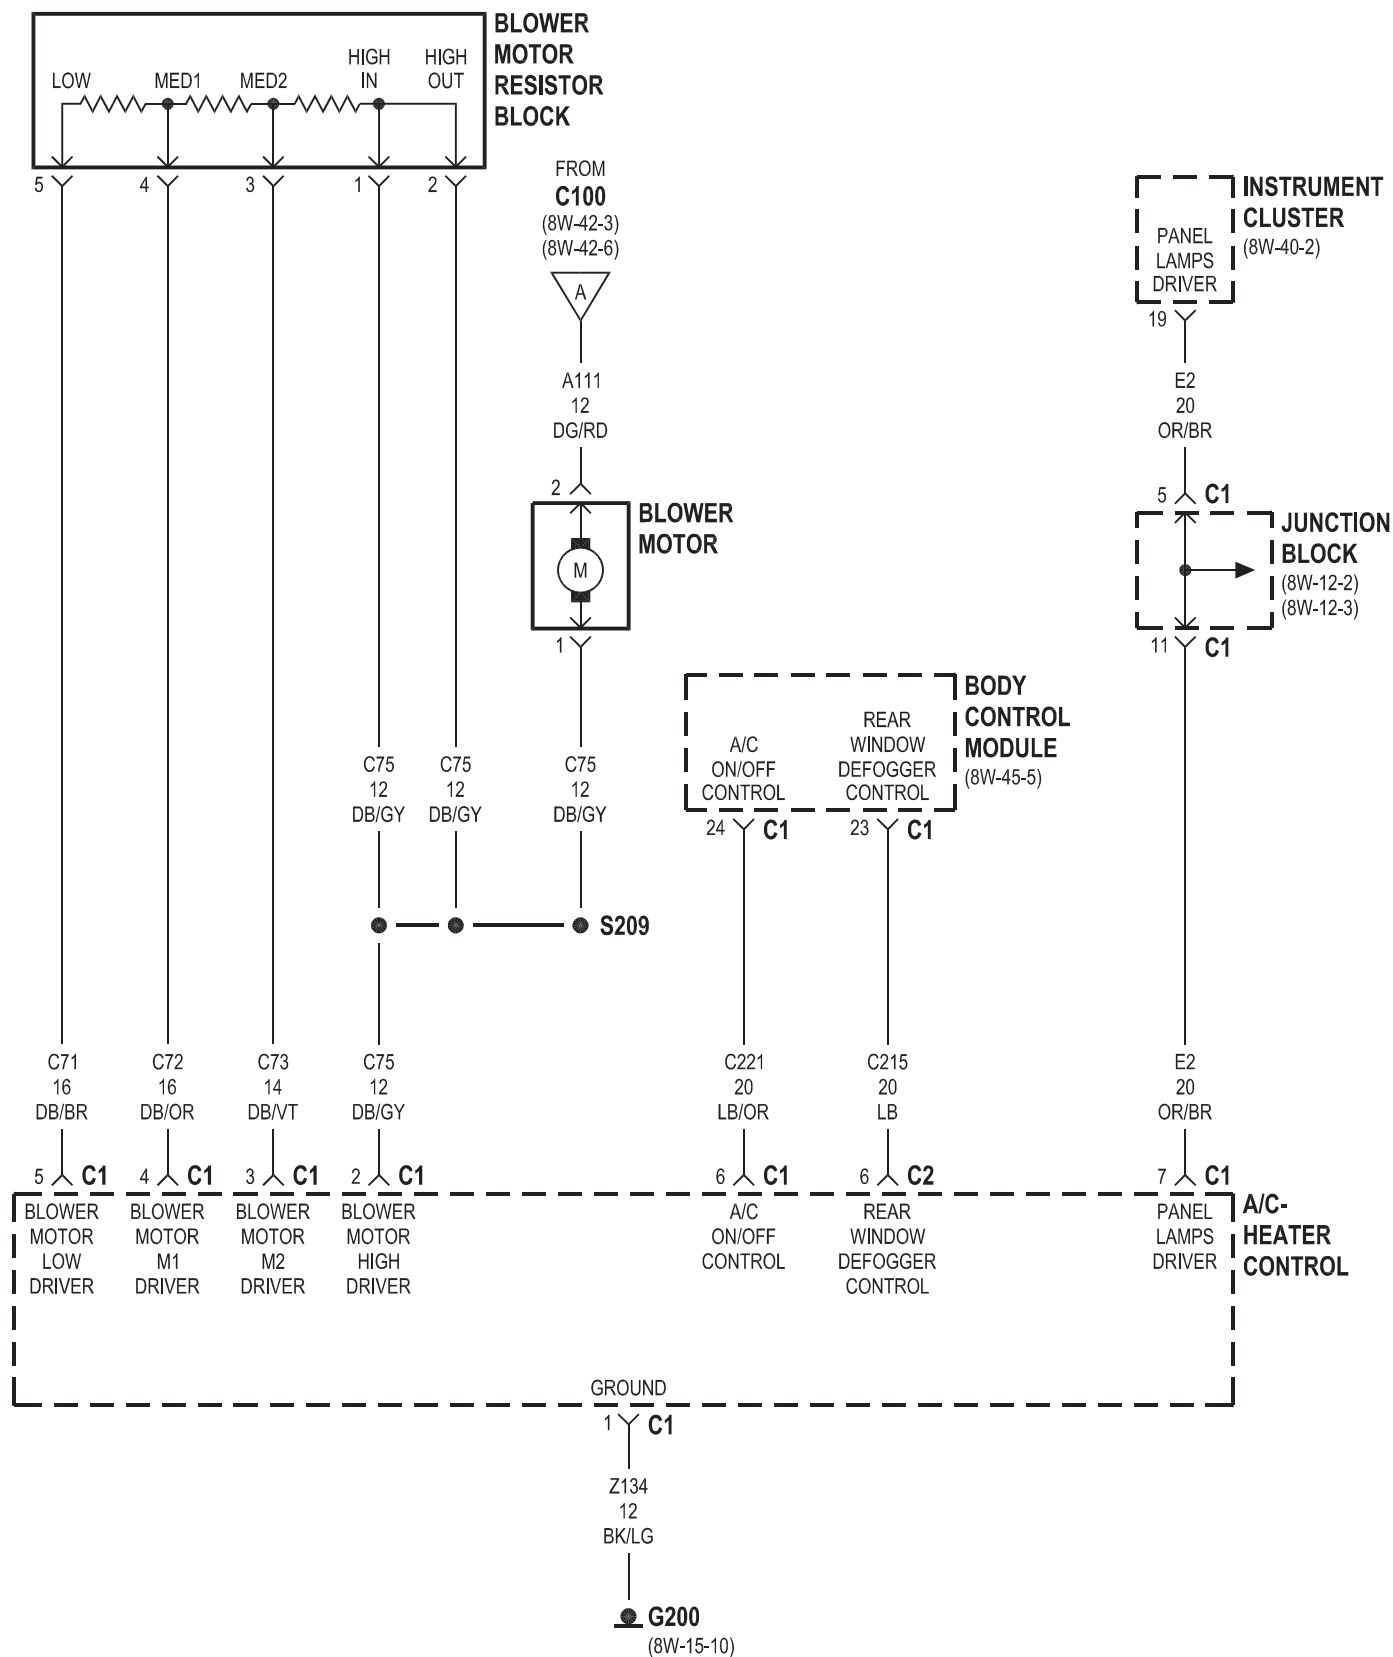 BLOWER
MOTOR
RESISTOR
BLOCK
LOW
MED1
MED2
HIGH
IN
HIGH
OUT
5
4
3
1
2
FROM
C100
(8W-42-3)
(8W-42-6)
A
A111
12
DG/RD
2
BLOWER
MOTOR
M
1
INSTRUMENT
CLUSTER
(8W-40-2)
PANEL
LAMPS
DRIVER
19
E2
20
OR/BR
5 C1
JUNCTION
BLOCK
(8W-12-2)
(8W-12-3)
11 C1
BODY
CONTROL
MODULE
(8W-45-5)
A/C
ON/OFF
CONTROL
REAR
WINDOW
DEFOGGER
CONTROL
24 C1
23 C1
C75
12
DB/GY
C75
12
DB/GY
C75
12
DB/GY
S209
C71
16
DB/BR
C72
16
DB/OR
C73
14
DB/VT
C75
12
DB/GY
C221
20
LB/OR
C215
20
LB
E2
20
OR/BR
5 C1
4 C1
3 C1
2 C1
6 C1
6 C2
7 C1
BLOWER
MOTOR
LOW
DRIVER
BLOWER
MOTOR
M1
DRIVER
BLOWER
MOTOR
M2
DRIVER
BLOWER
MOTOR
HIGH
DRIVER
A/C
ON/OFF
CONTROL
REAR
WINDOW
DEFOGGER
CONTROL
PANEL
LAMPS
DRIVER
A/C-
HEATER
CONTROL
GROUND
1 C1
Z134
12
BK/LG
G200
(8W-15-10)